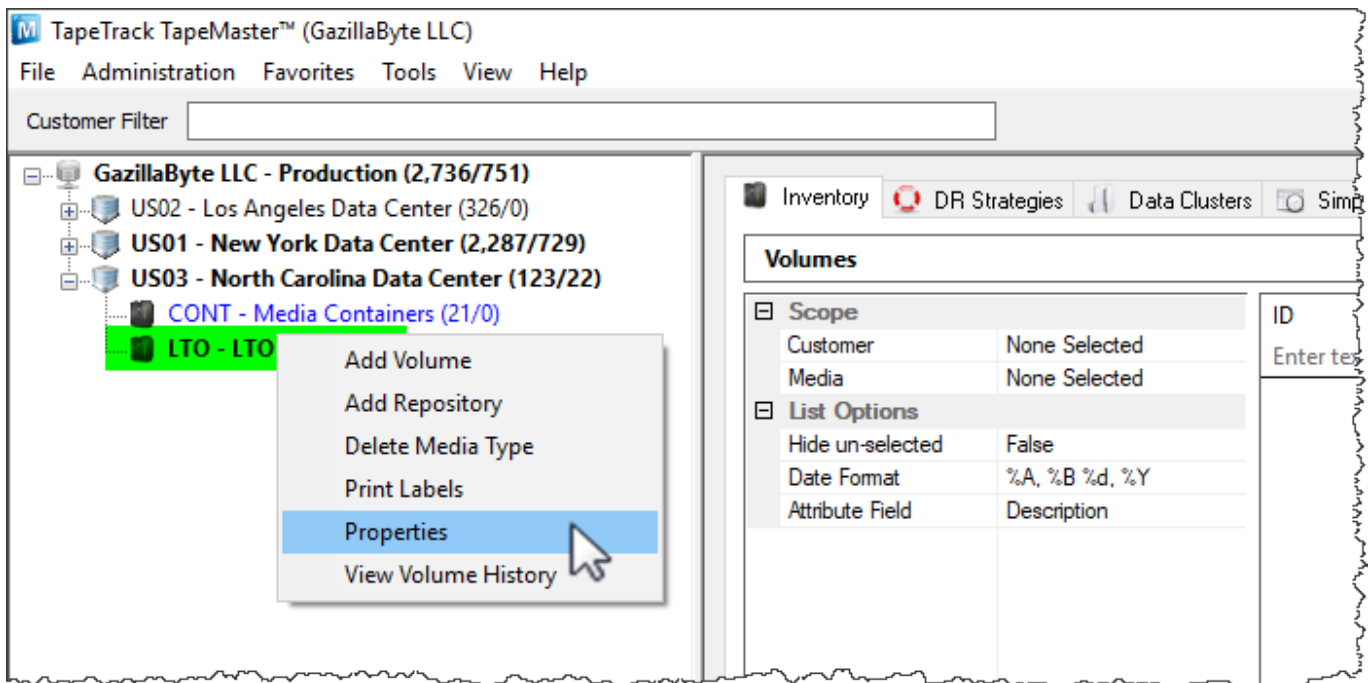 TapeTrack TapeMaster™ (GazillaByte LLC)
File Administration Favorites Tools View Help
Customer Filter
GazillaByte LLC - Production (2,736/751)
US02 - Los Angeles Data Center (326/0)
US01 - New York Data Center (2,287/729)
US03 - North Carolina Data Center (123/22)
CONT - Media Containers (21/0)
LTO - LTO
Add Volume
Add Repository
Delete Media Type
Print Labels
Properties
View Volume History
Inventory DR Strategies Data Clusters
Volumes
Scope
Customer None Selected
Media None Selected
List Options
Hide un-selected False
Date Format %A, %B %d, %Y
Attribute Field Description
ID
Enter